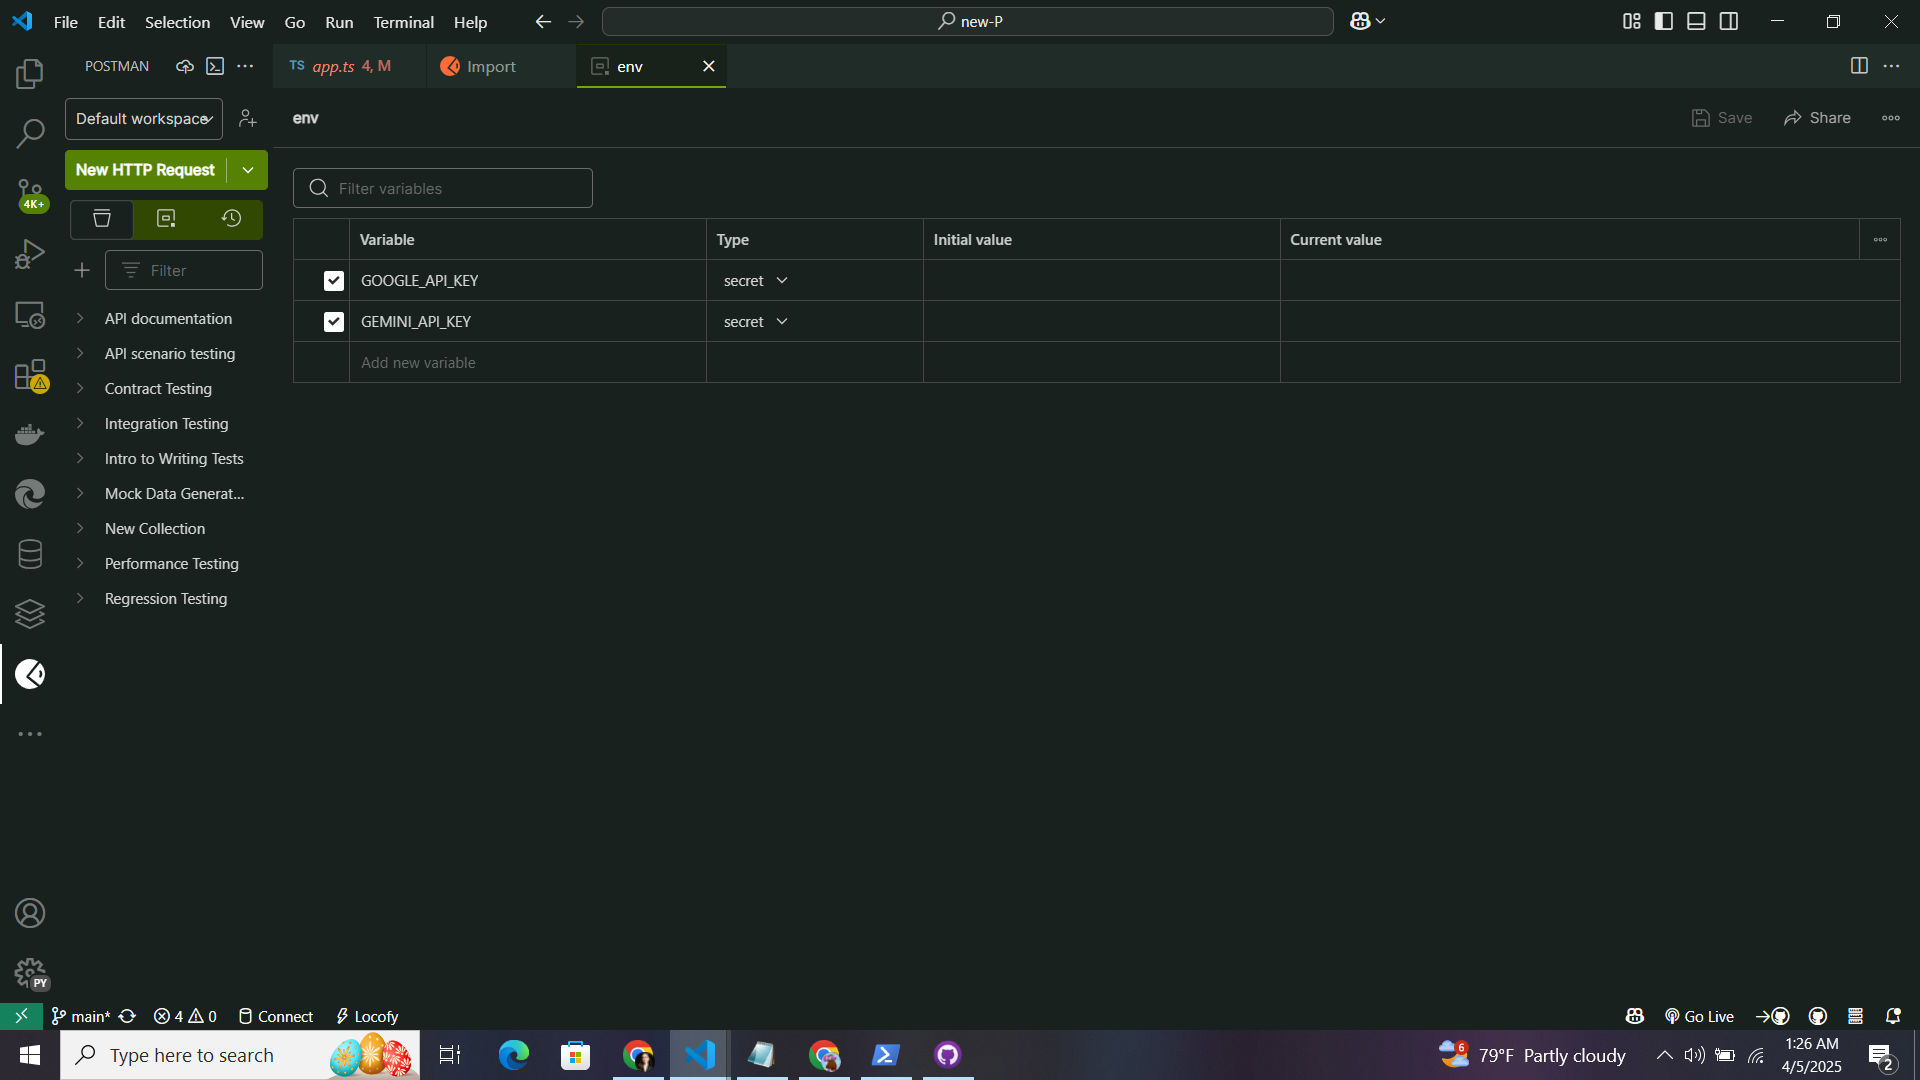 File Edit Selection View Go Run Terminal Help
new-P
POSTMAN
TS app.ts 4, M
Import
env
Default workspace
env
Save
Share
New HTTP Request
4K+
Filter variables
Filter
Variable Type Initial value Current value
GOOGLE_API_KEY secret
GEMINI_API_KEY secret
Add new variable
API documentation
API scenario testing
Contract Testing
Integration Testing
Intro to Writing Tests
Mock Data Generat...
New Collection
Performance Testing
Regression Testing
PY
main* 4 0 Connect Locofy
Go Live
Type here to search
6
79°F Partly cloudy
1:26 AM
4/5/2025
2